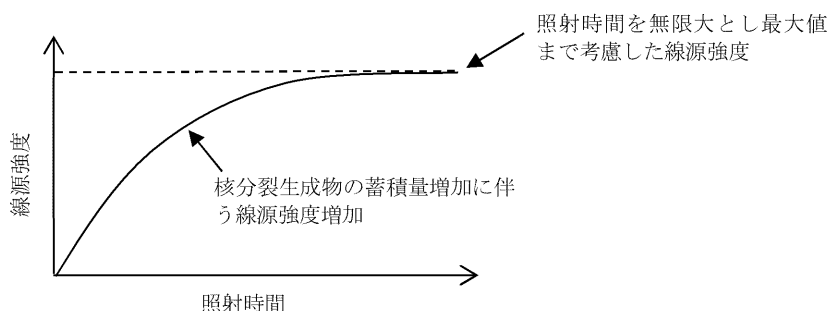 照射時間を無限大とし最大値
まで考慮した線源強度
線源強度
核分裂生成物の蓄積量増加に伴
う線源強度増加
照射時間